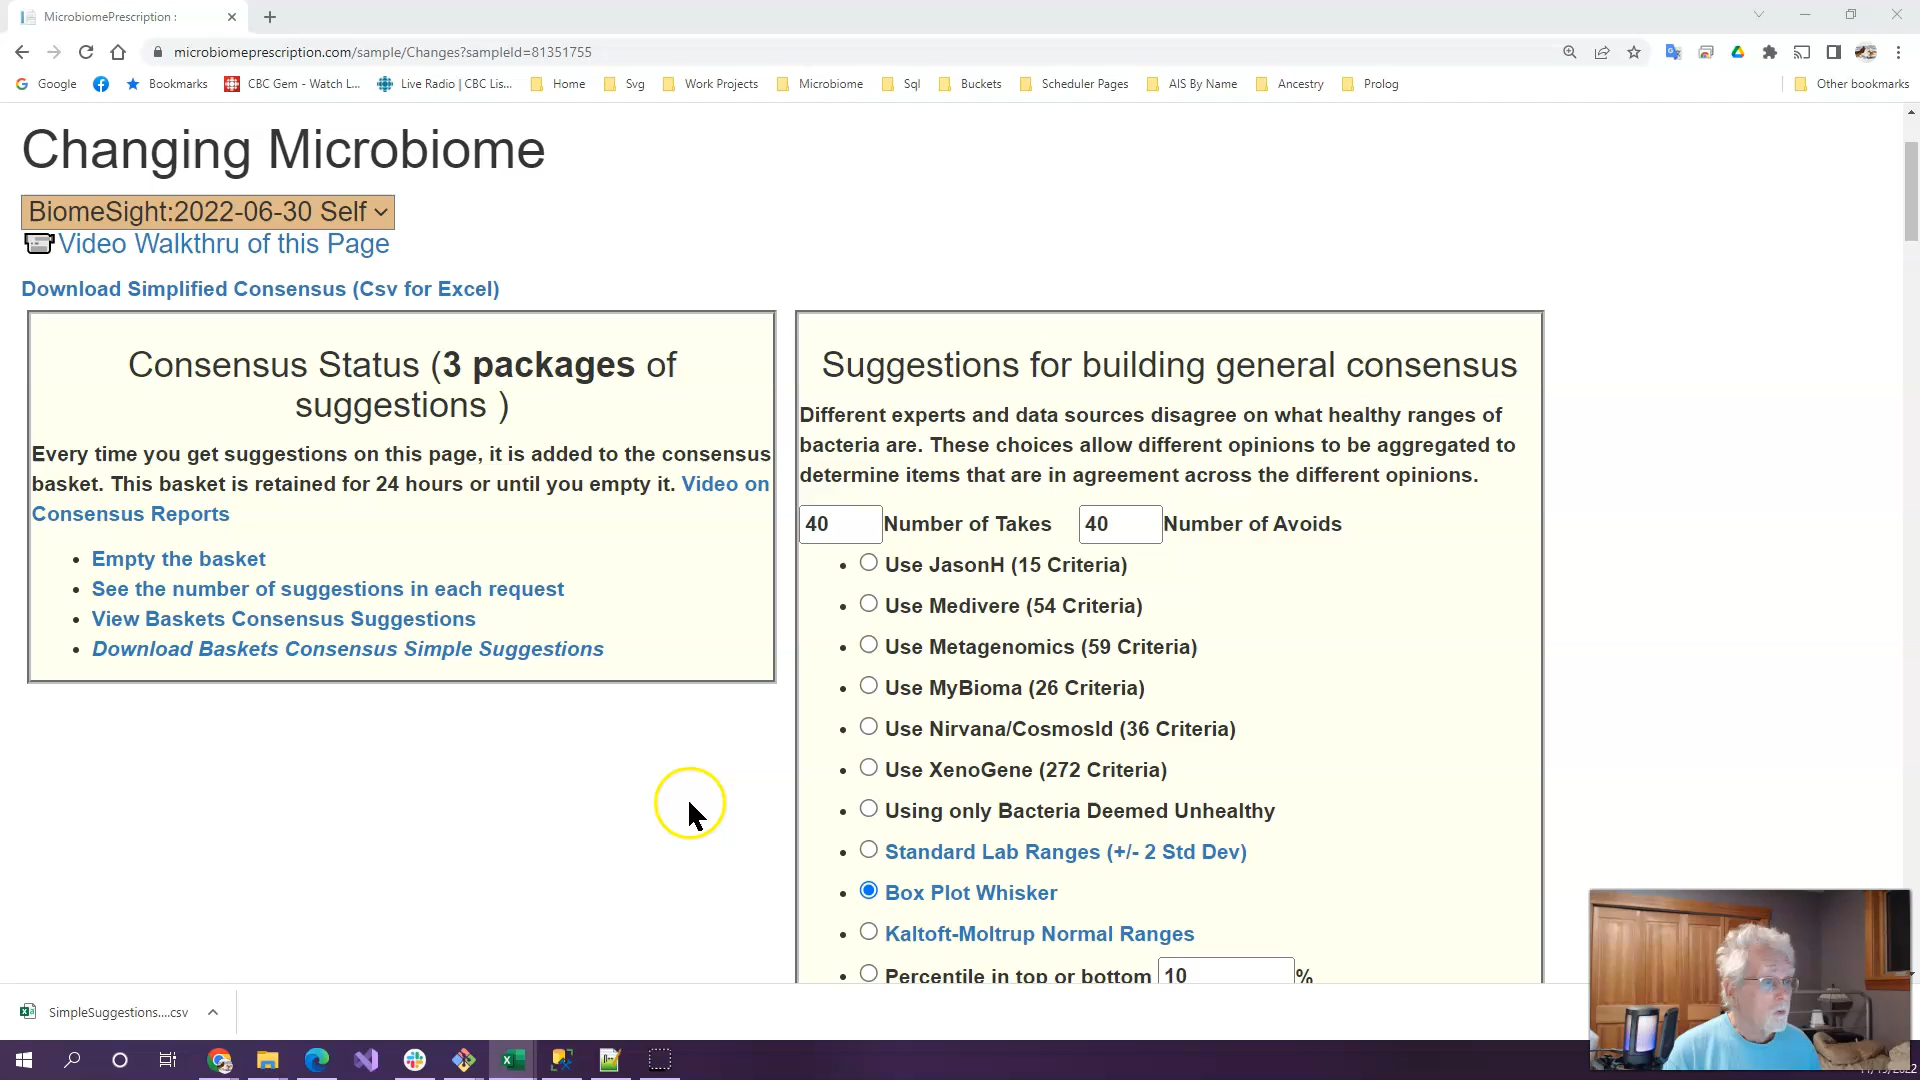 MicrobiomePrescription :
microbiomeprescription.com/sample/Changes?sampleId=81351755
Google Bookmarks CBC Gem - Watch L... Live Radio | CBC Lis... Home Svg Work Projects Microbiome Sql Buckets Scheduler Pages AIS By Name Ancestry Prolog Other bookmarks
Changing Microbiome
BiomeSight:2022-06-30 Self
Video Walkthru of this Page
Download Simplified Consensus (Csv for Excel)
Consensus Status (3 packages of
suggestions )
Every time you get suggestions on this page, it is added to the consensus
basket. This basket is retained for 24 hours or until you empty it. Video on
Consensus Reports
• Empty the basket
• See the number of suggestions in each request
• View Baskets Consensus Suggestions
• Download Baskets Consensus Simple Suggestions
Suggestions for building general consensus
Different experts and data sources disagree on what healthy ranges of
bacteria are. These choices allow different opinions to be aggregated to
determine items that are in agreement across the different opinions.
40 Number of Takes 40 Number of Avoids
• Use JasonH (15 Criteria)
• Use Medivere (54 Criteria)
• Use Metagenomics (59 Criteria)
• Use MyBioma (26 Criteria)
• Use Nirvana/CosmosId (36 Criteria)
• Use XenoGene (272 Criteria)
• Using only Bacteria Deemed Unhealthy
• Standard Lab Ranges (+/- 2 Std Dev)
• Box Plot Whisker
• Kaltoft-Moltrup Normal Ranges
• Percentile in top or bottom 10 %
SimpleSuggestions....csv